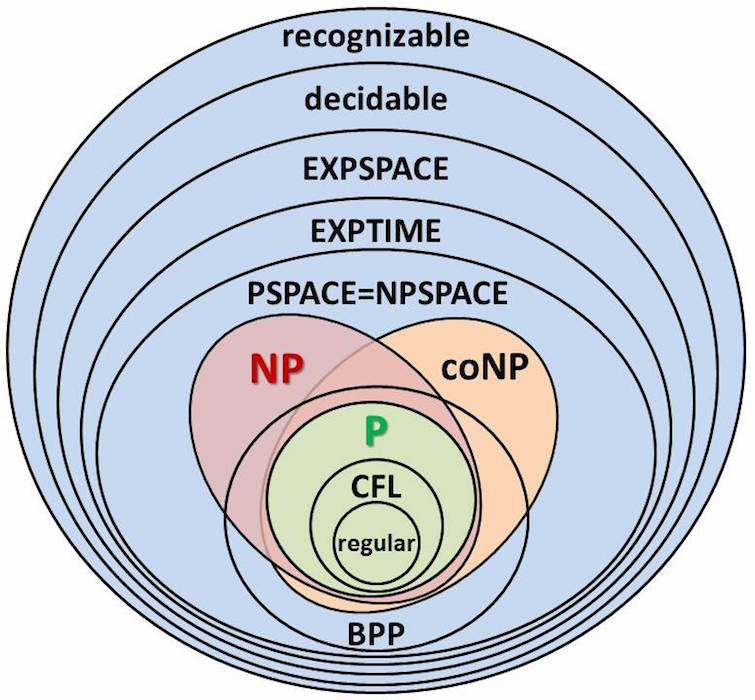 recognizable
decidable
EXPSPACE
EXPTIME
PSPACE=NPSPACE
NP
coNP
P
CFL
regular
BPP